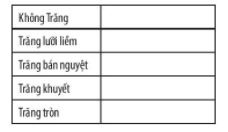 Không Trăng
Trăng lưỡi liềm
Trăng bán nguyệt
Trăng khuyết
Trăng tròn